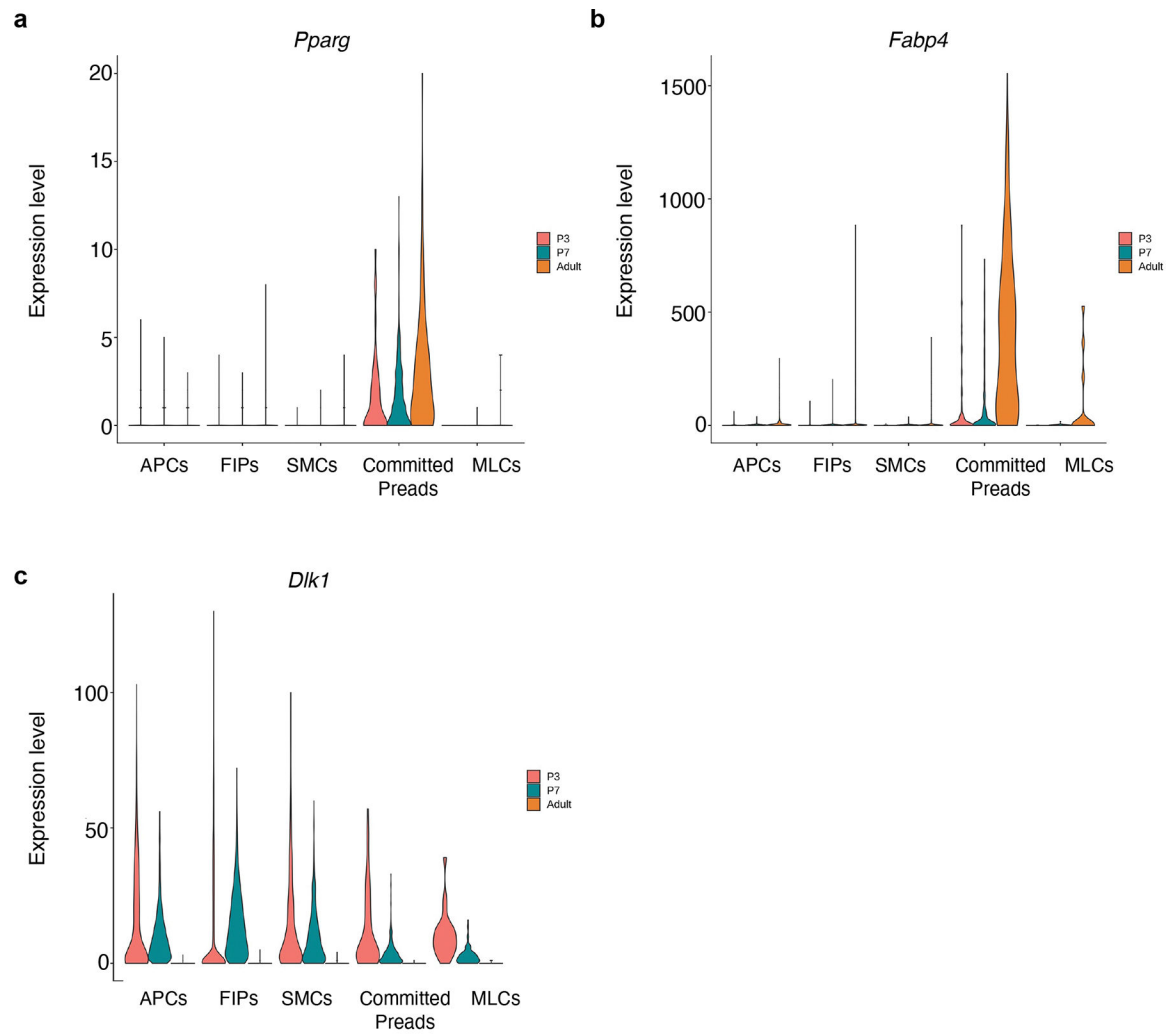 a
Pparg
Expression level
20
15
10
5
0
APCs FIPs SMCs Committed Preads MLCs
P3
P7
Adult
b
Fabp4
Expression level
1500
1000
500
0
APCs FIPs SMCs Committed Preads MLCs
P3
P7
Adult
c
Dlk1
Expression level
100
50
0
APCs FIPs SMCs Committed Preads MLCs
P3
P7
Adult